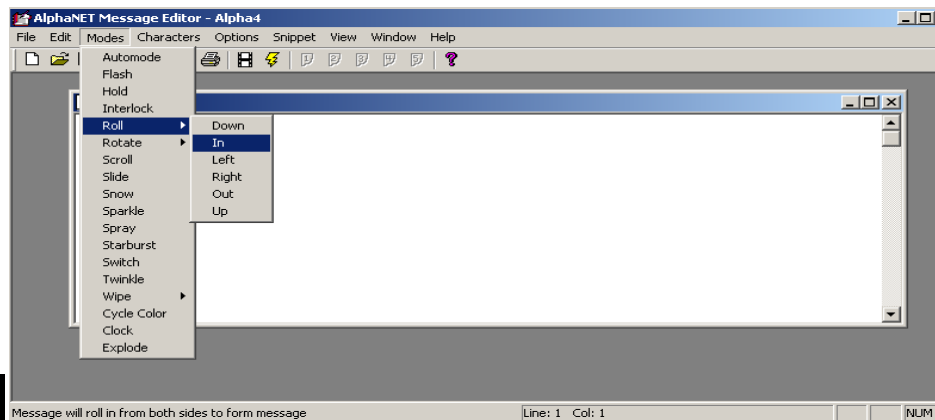 AlphaNET Message Editor - Alpha4
File Edit Modes Characters Options Snippet View Window Help
Automode
Flash
Hold
Interlock
Roll
Rotate
Scroll
Slide
Snow
Sparkle
Spray
Starburst
Switch
Twinkle
Wipe
Cycle Color
Clock
Explode
Down
In
Left
Right
Out
Up
Message will roll in from both sides to form message Line: 1 Col: 1 NUM